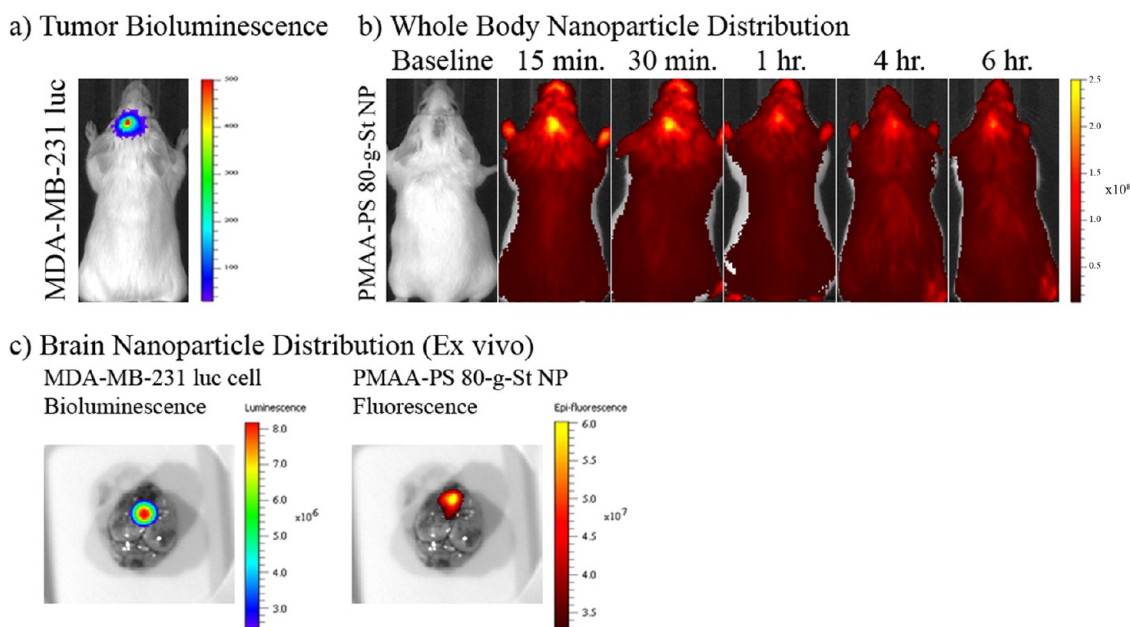 a) Tumor Bioluminescence
b) Whole Body Nanoparticle Distribution
Baseline 15 min. 30 min. 1 hr. 4 hr. 6 hr.
MDA-MB-231 luc
500
400
300
200
100
PMAA-PS 80-g-St NP
2.5
2.0
1.5
x10⁸
1.0
0.5
c) Brain Nanoparticle Distribution (Ex vivo)
MDA-MB-231 luc cell
Bioluminescence
Luminescence
8.0
7.0
6.0
x10⁶
5.0
4.0
3.0
PMAA-PS 80-g-St NP
Fluorescence
Epi-fluorescence
6.0
5.5
5.0
x10⁷
4.5
4.0
3.5